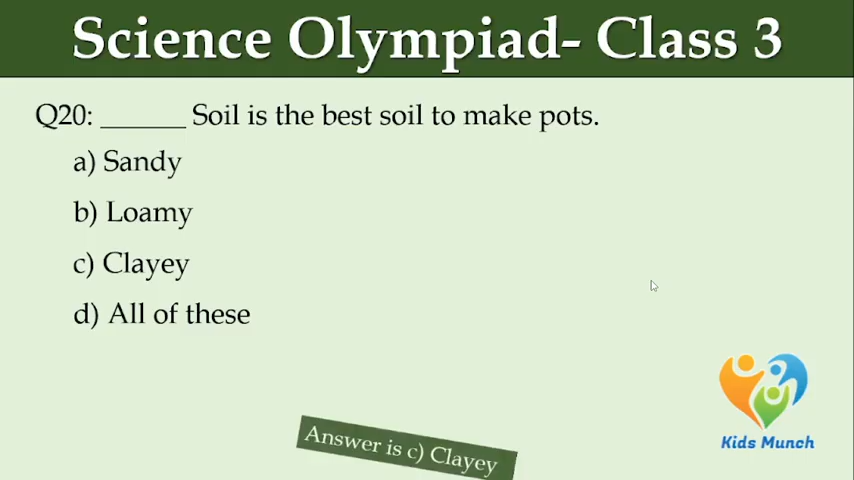 Science Olympiad- Class 3
Q20: ______ Soil is the best soil to make pots.
a) Sandy
b) Loamy
c) Clayey
d) All of these
Answer is c) Clayey
Kids Munch